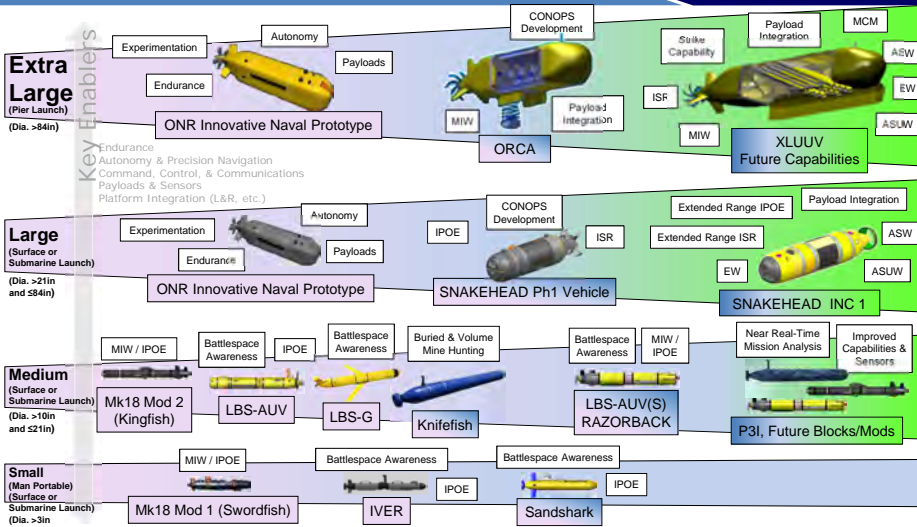 Key Enablers
Extra
Large
(Pier Launch)
(Dia. >84in)
Experimentation
Autonomy
Endurance
Payloads
ONR Innovative Naval Prototype
CONOPS
Development
MIW
Payload
Integration
ORCA
Strike
Capability
Payload
Integration
MCM
ASW
ISR
EW
MIW
ASUW
XLUUV
Future Capabilities
Endurance
Autonomy & Precision Navigation
Command, Control, & Communications
Payloads & Sensors
Platform Integration (L&R, etc.)
Large
(Surface or
Submarine Launch)
(Dia. >21in
and ≤84in)
Experimentation
Autonomy
Endurance
Payloads
ONR Innovative Naval Prototype
IPOE
CONOPS
Development
ISR
SNAKEHEAD Ph1 Vehicle
Extended Range IPOE
Payload Integration
Extended Range ISR
ASW
EW
ASUW
SNAKEHEAD INC 1
Medium
(Surface or
Submarine Launch)
(Dia. >10in
and ≤21in)
MIW / IPOE
Mk18 Mod 2
(Kingfish)
Battlespace
Awareness
IPOE
LBS-AUV
Battlespace
Awareness
LBS-G
Buried & Volume
Mine Hunting
Knifefish
Battlespace
Awareness
MIW /
IPOE
LBS-AUV(S)
RAZORBACK
Near Real-Time
Mission Analysis
Improved
Capabilities &
Sensors
P3I, Future Blocks/Mods
Small
(Man Portable)
(Surface or
Submarine Launch)
(Dia. >3in
MIW / IPOE
Mk18 Mod 1 (Swordfish)
Battlespace Awareness
IPOE
IVER
Battlespace Awareness
IPOE
Sandshark